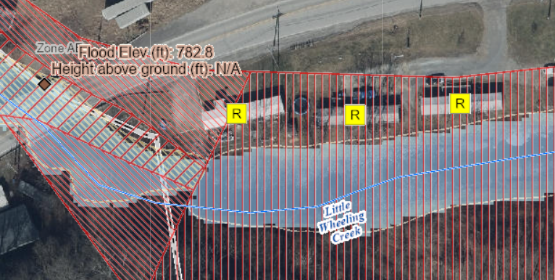 Zone A
Flood Elev (ft): 782.8
Height above ground (ft): N/A
R
R
R
Little
Wheeling
Creek